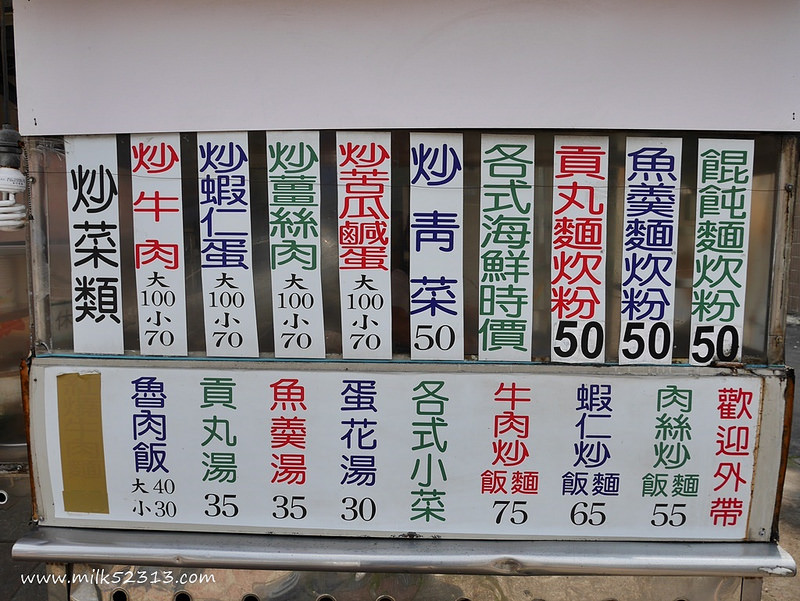 餛飩麵炊粉 50
魚羹麵炊粉 50
貢丸麵炊粉 50
各式海鮮時價
炒青菜 50
炒苦瓜鹹蛋 大100 小70
炒薑絲肉 大100 小70
炒蝦仁蛋 大100 小70
炒牛肉 大100 小70
炒菜類
歡迎外帶
肉絲炒飯麵 55
蝦仁炒飯麵 65
牛肉炒飯麵 75
各式小菜
蛋花湯 30
魚羹湯 35
貢丸湯 35
魯肉飯 大40 小30
www.milk52313.com